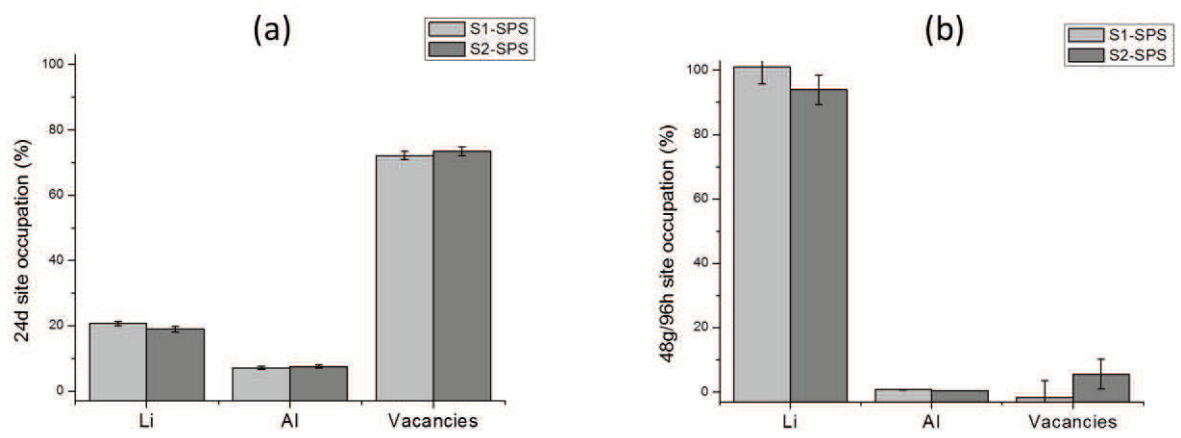 (a)
S1-SPS
S2-SPS
24d site occupation (%)
100
80
60
40
20
0
Li
Al
Vacancies
(b)
S1-SPS
S2-SPS
48g/96h site occupation (%)
100
80
60
40
20
0
Li
Al
Vacancies